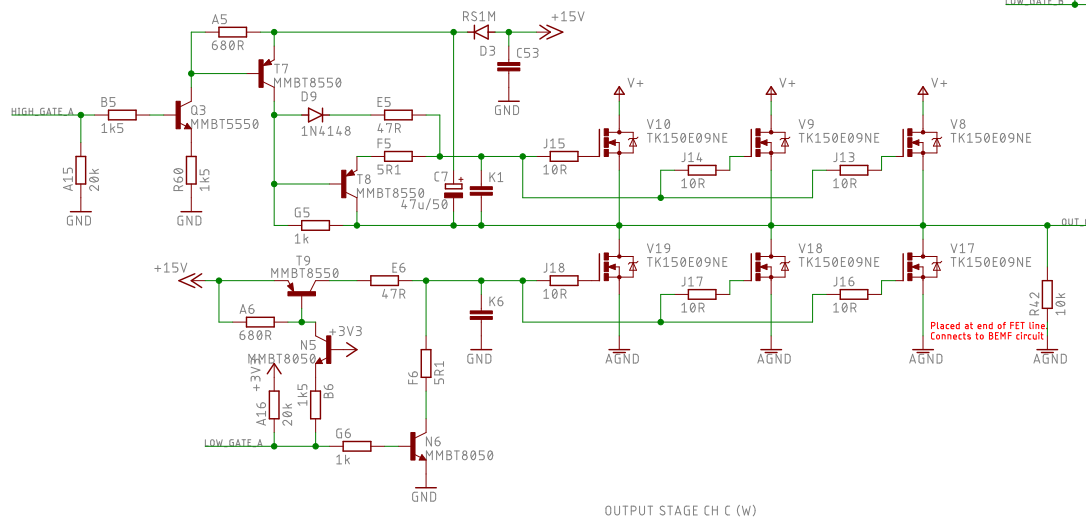 LOW_GATE_B
A5
680R
RS1M
+15V
D3
C53
GND
T7
MMBT8550
HIGH_GATE_A
B5
1k5
Q3
MMBT5550
D9
1N4148
E5
47R
F5
5R1
A15
20k
GND
R60
1k5
GND
T8
MMBT8550
C7
47u/50
K1
G5
1k
J15
10R
V+
V10
TK150E09NE
J14
10R
V+
V9
TK150E09NE
J13
10R
V+
V8
TK150E09NE
+15V
T9
MMBT8550
E6
47R
A6
680R
+3V3
N5
MMBT8050
+3V3
A16
20k
1k5
B6
LOW_GATE_A
G6
1k
F6
5R1
N6
MMBT8050
GND
K6
GND
J18
10R
V19
TK150E09NE
AGND
J17
10R
V18
TK150E09NE
AGND
J16
10R
V17
TK150E09NE
AGND
R42
10k
AGND
Placed at end of FET line.
Connects to BEMF circuit
OUTPUT STAGE CH C (W)